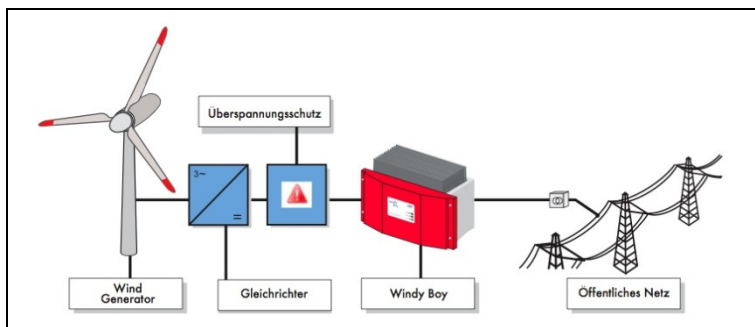 Überspannungsschutz
3~
=
Wind
Generator
Gleichrichter
Windy Boy
Öffentliches Netz